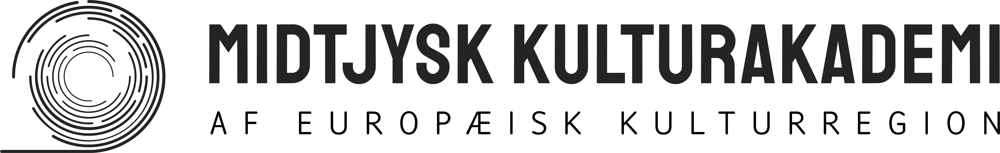 MIDTJYSK KULTURAKADEMI
AF EUROPÆISK KULTURREGION